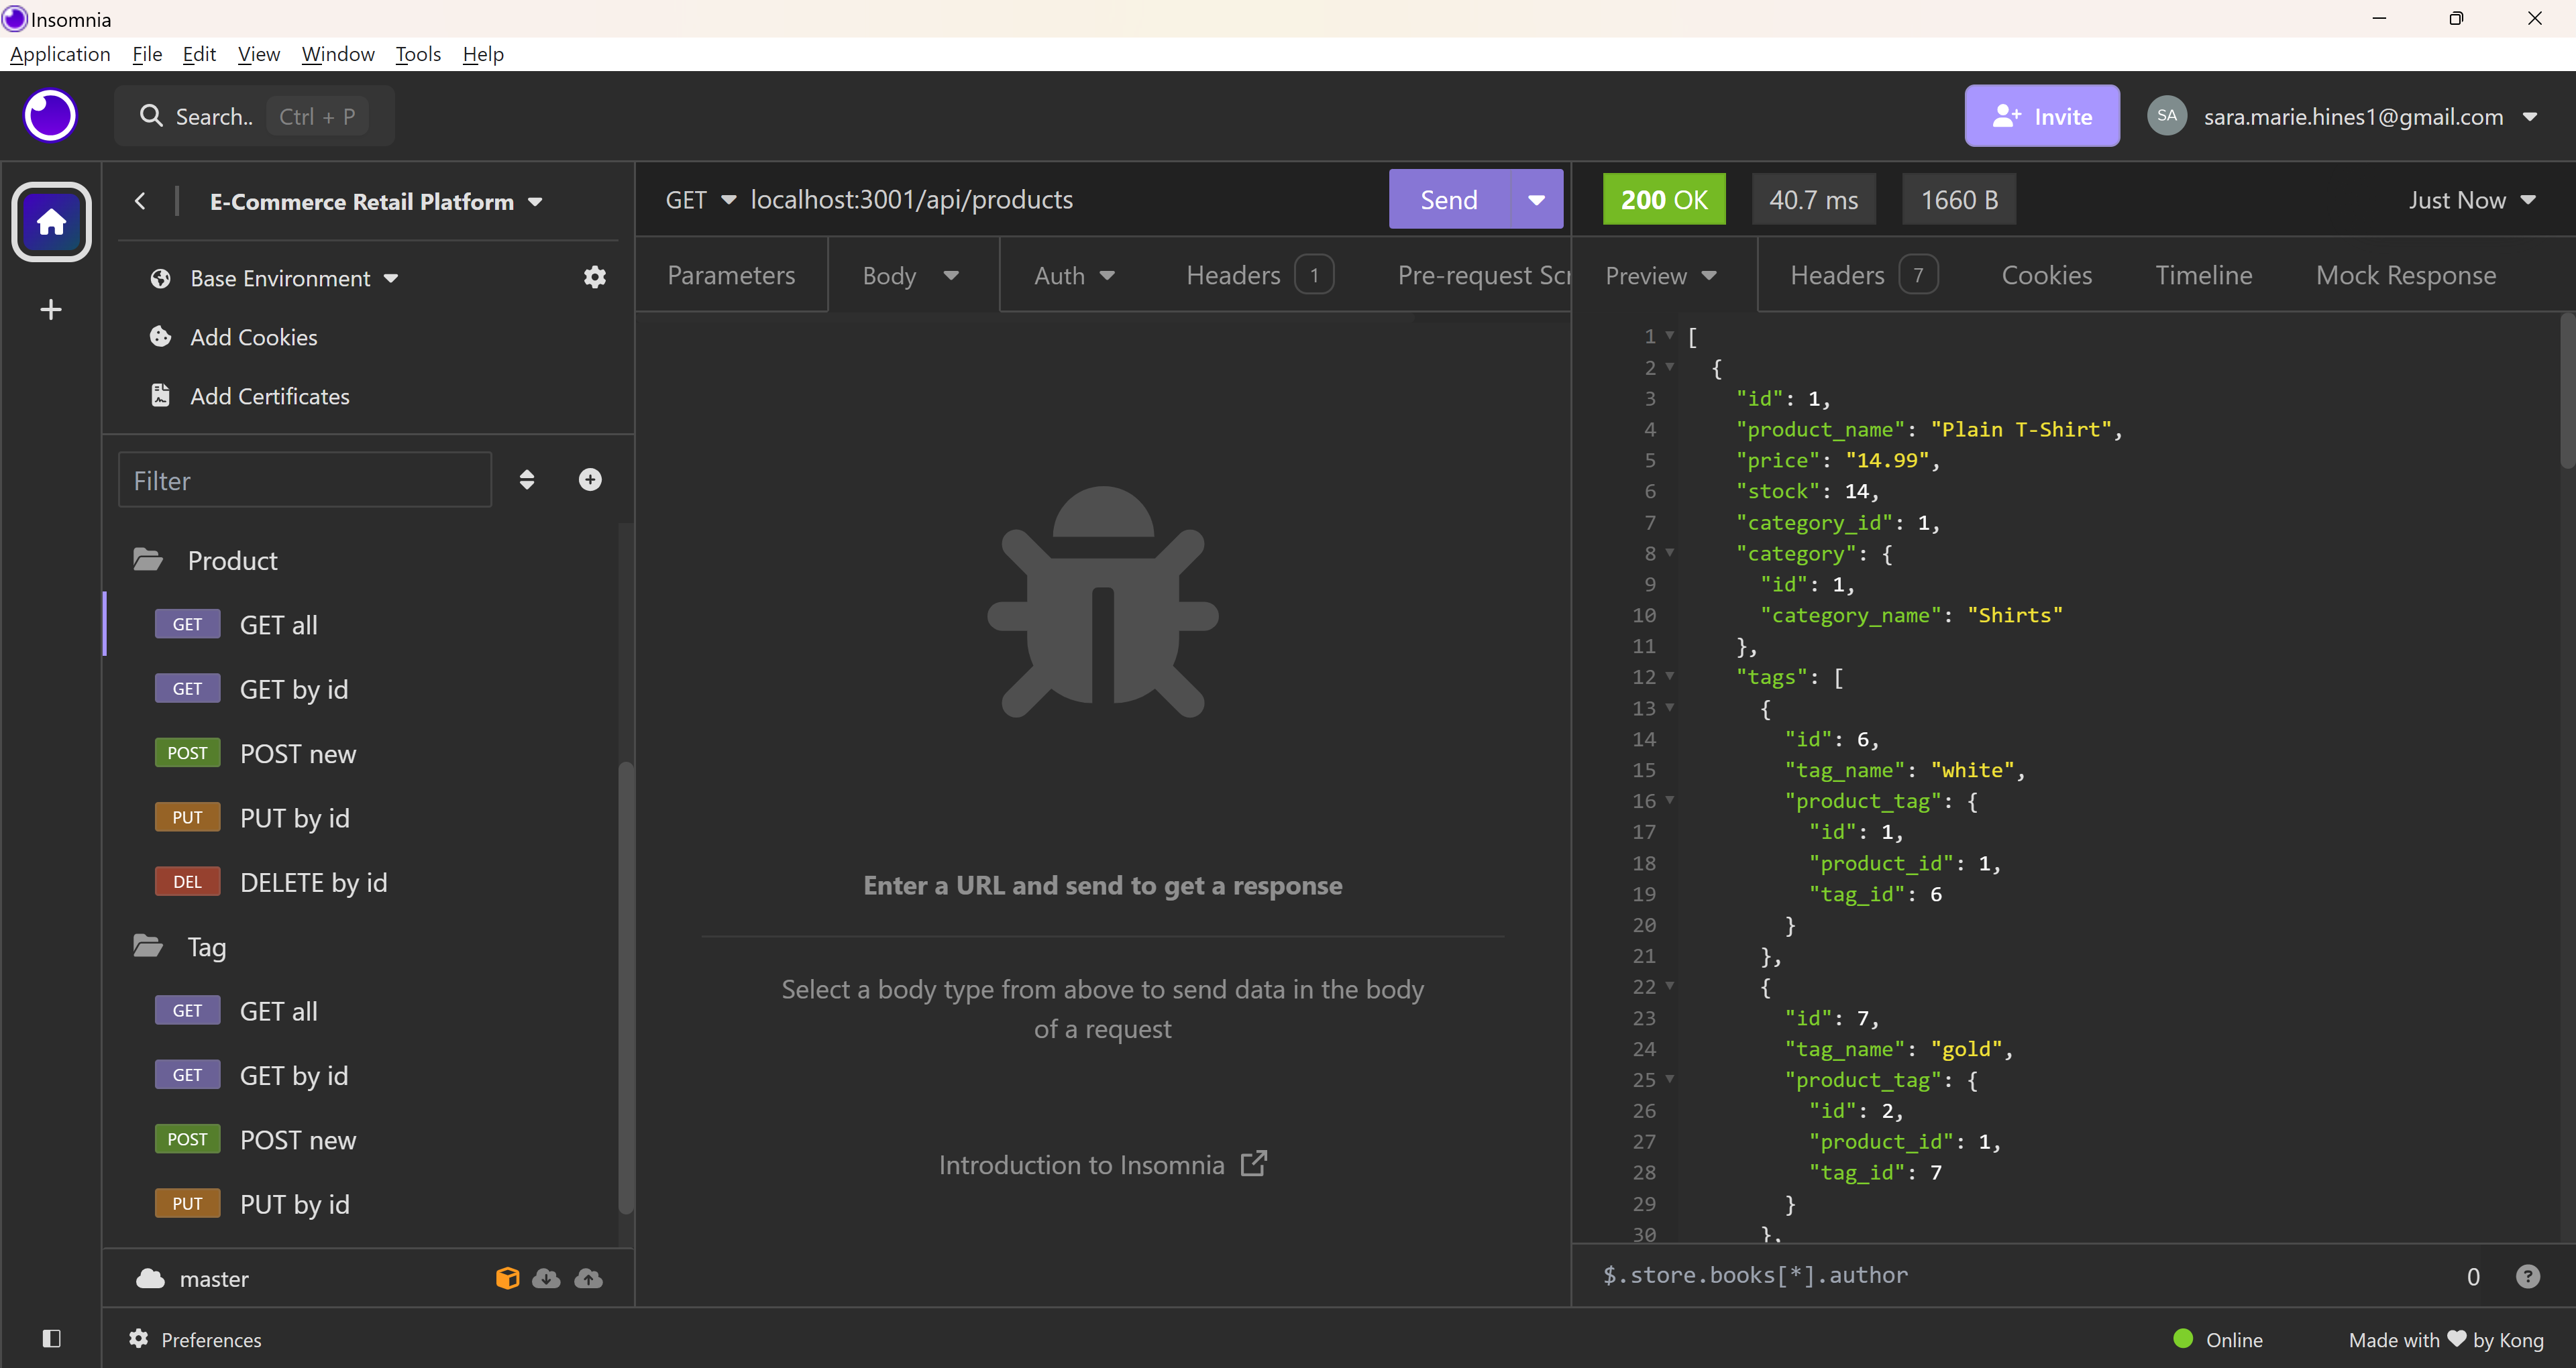 Insomnia
Application File Edit View Window Tools Help
Search.. Ctrl + P
Invite
SA sara.marie.hines1@gmail.com
E-Commerce Retail Platform
Base Environment
Add Cookies
Add Certificates
Filter
Product
GET GET all
GET GET by id
POST POST new
PUT PUT by id
DEL DELETE by id
Tag
GET GET all
GET GET by id
POST POST new
PUT PUT by id
master
GET localhost:3001/api/products Send
Parameters Body Auth Headers 1 Pre-request Scr
Enter a URL and send to get a response
Select a body type from above to send data in the body
of a request
Introduction to Insomnia
200 OK 40.7 ms 1660 B Just Now
Preview Headers 7 Cookies Timeline Mock Response
1 [
2 {
3 "id": 1,
4 "product_name": "Plain T-Shirt",
5 "price": "14.99",
6 "stock": 14,
7 "category_id": 1,
8 "category": {
9 "id": 1,
10 "category_name": "Shirts"
11 },
12 "tags": [
13 {
14 "id": 6,
15 "tag_name": "white",
16 "product_tag": {
17 "id": 1,
18 "product_id": 1,
19 "tag_id": 6
20 }
21 },
22 {
23 "id": 7,
24 "tag_name": "gold",
25 "product_tag": {
26 "id": 2,
27 "product_id": 1,
28 "tag_id": 7
29 }
30 },
$.store.books[*].author 0 ?
Preferences
Online Made with ♥ by Kong